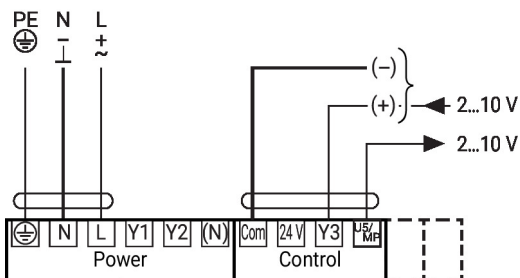 PE N L
– +
⊥ ~
(–)
(+) 2...10 V
2...10 V
N L Y1 Y2 (N) Com 24 V Y3 U5/MP
Power Control